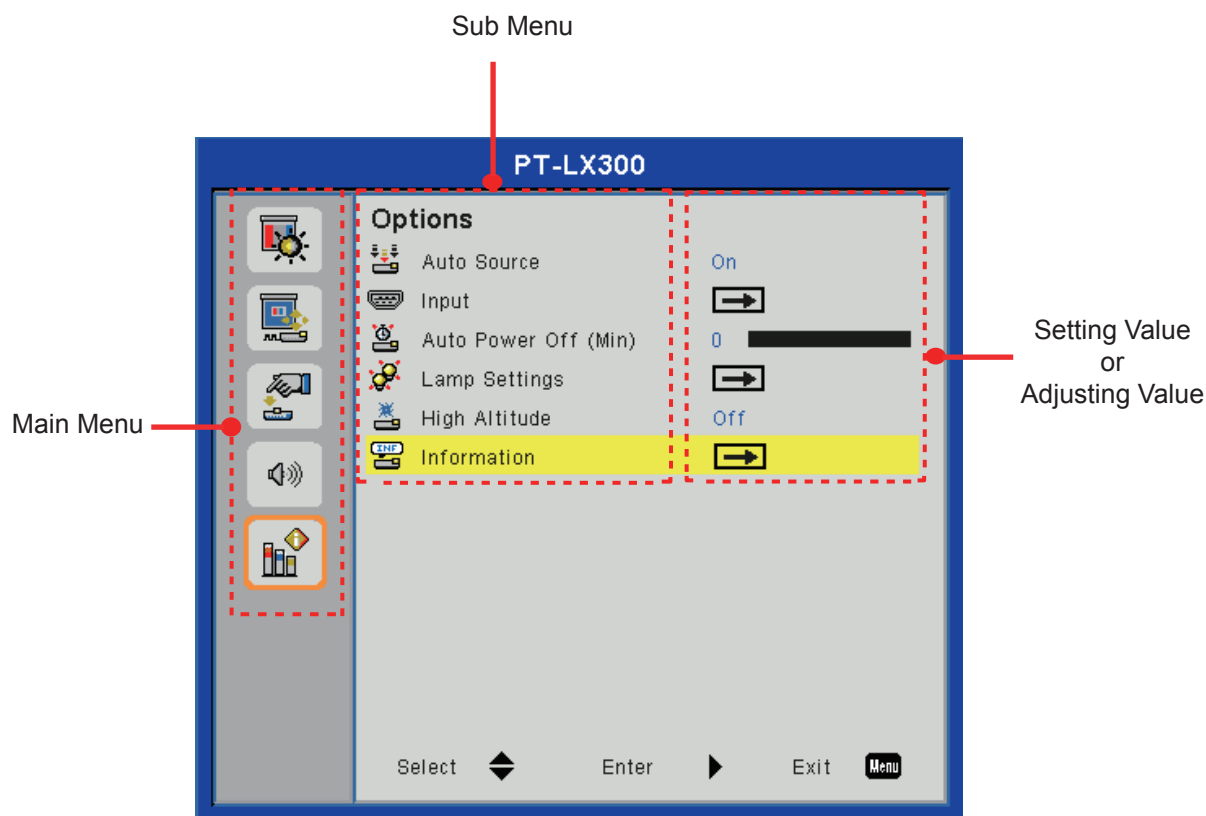 Sub Menu
PT-LX300
Options
Auto Source On
Input
Auto Power Off (Min) 0
Lamp Settings
High Altitude Off
INF Information
Main Menu
Setting Value
or
Adjusting Value
Select Enter Exit Menu